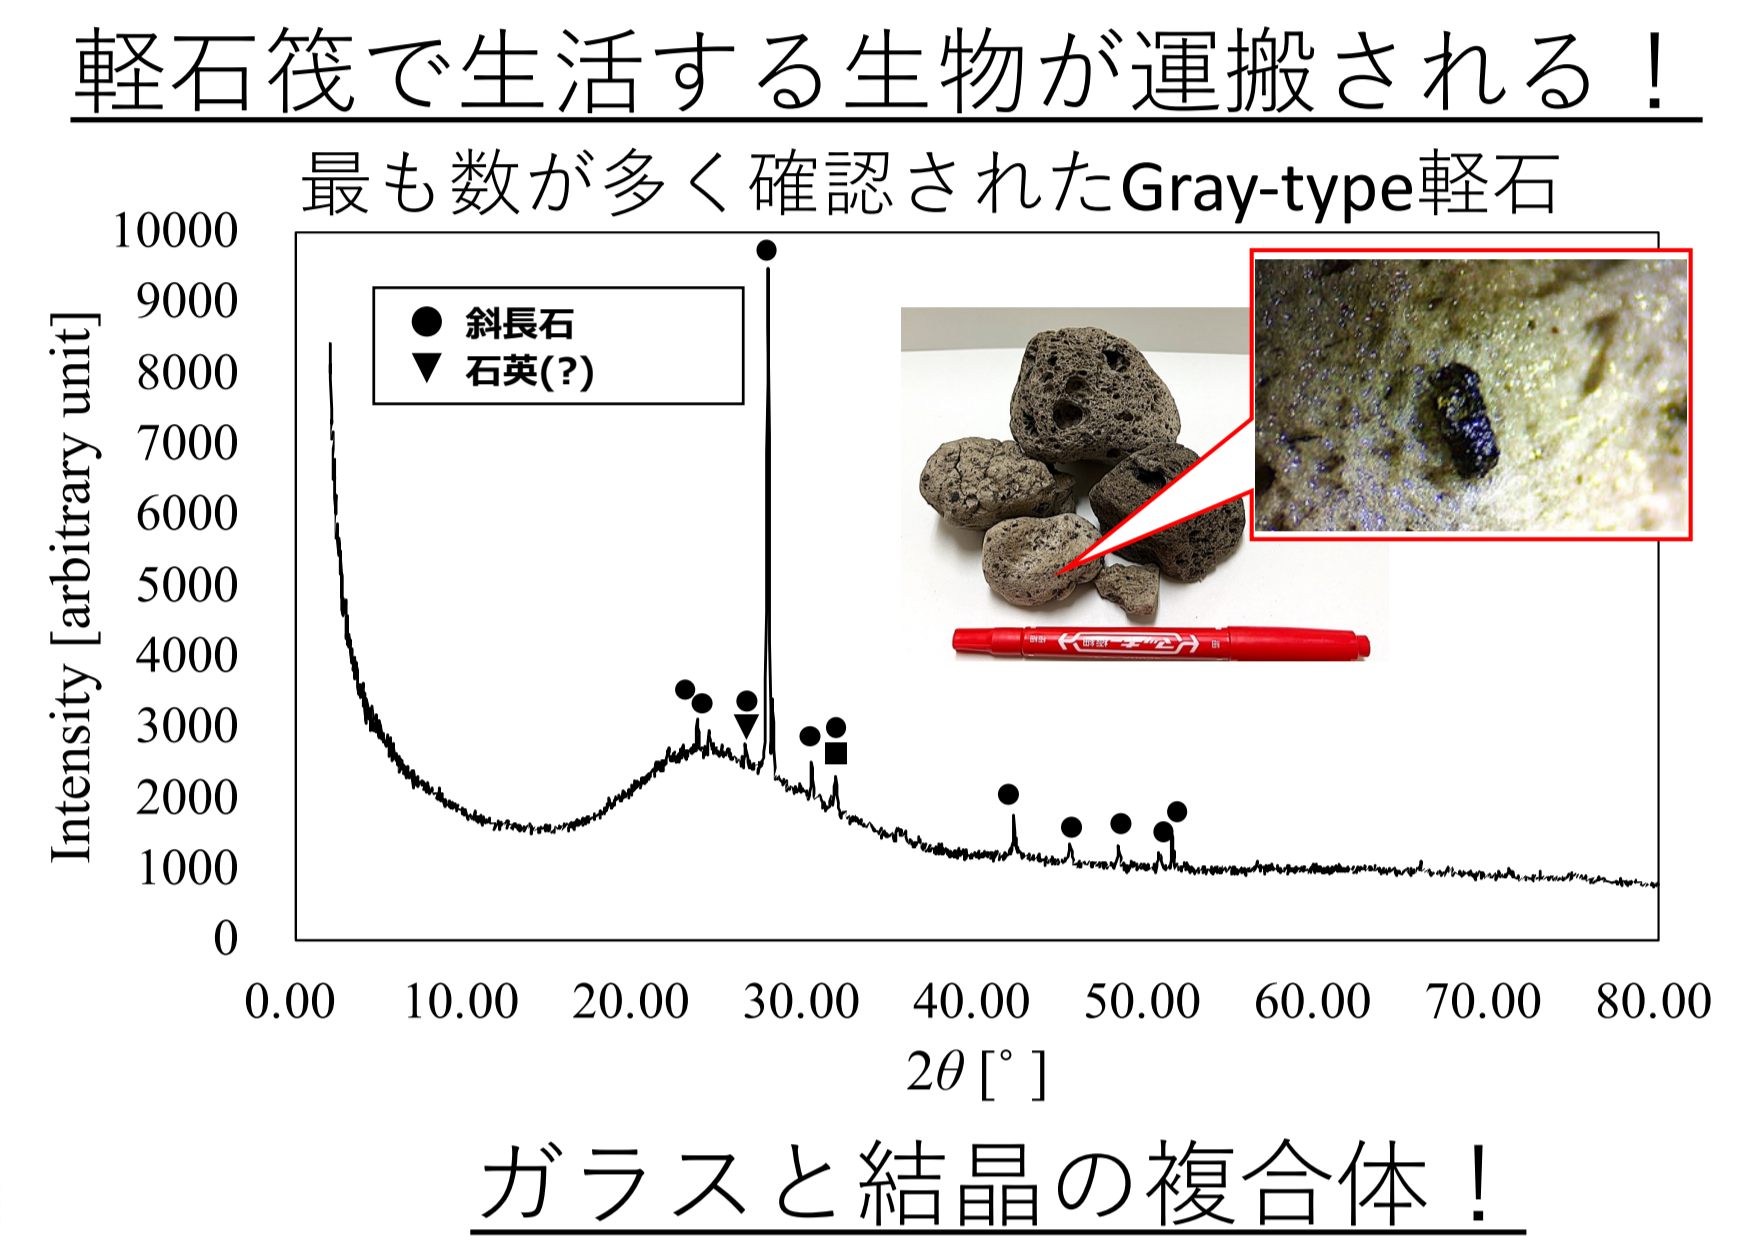 軽石筏で生活する生物が運搬される！
最も数が多く確認されたGray-type軽石
10000
9000
8000
7000
6000
5000
4000
3000
2000
1000
0
Intensity [arbitrary unit]
● 斜長石
▼ 石英(?)
マッキー
0.00 10.00 20.00 30.00 40.00 50.00 60.00 70.00 80.00
2θ [˚]
ガラスと結晶の複合体！